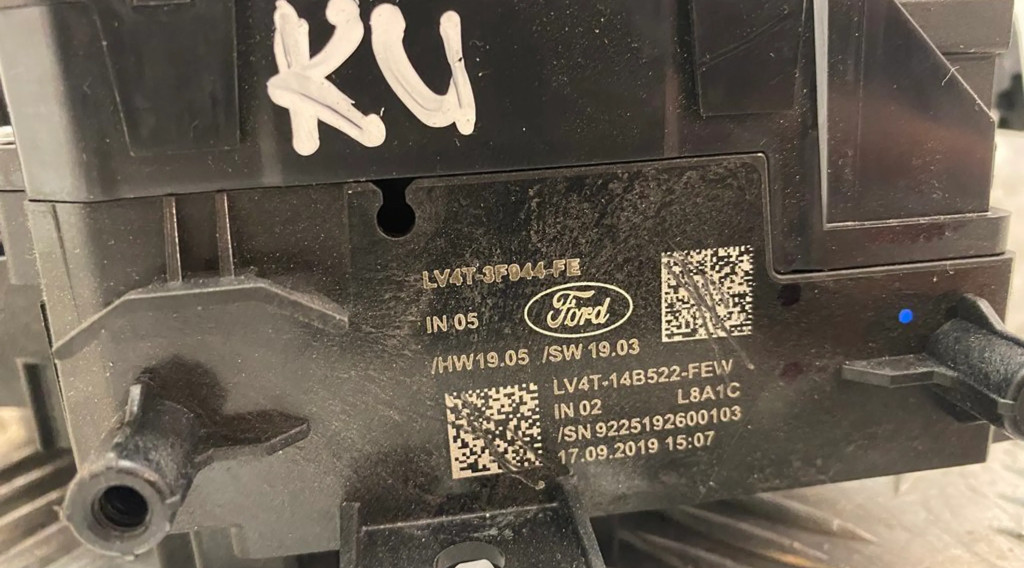 KU
LV4T-3F944-FE
IN 05 Ford
/HW19.05 /SW 19.03
LV4T-14B522-FEW
IN 02 L8A1C
/SN 9225192600103
17.09.2019 15:07